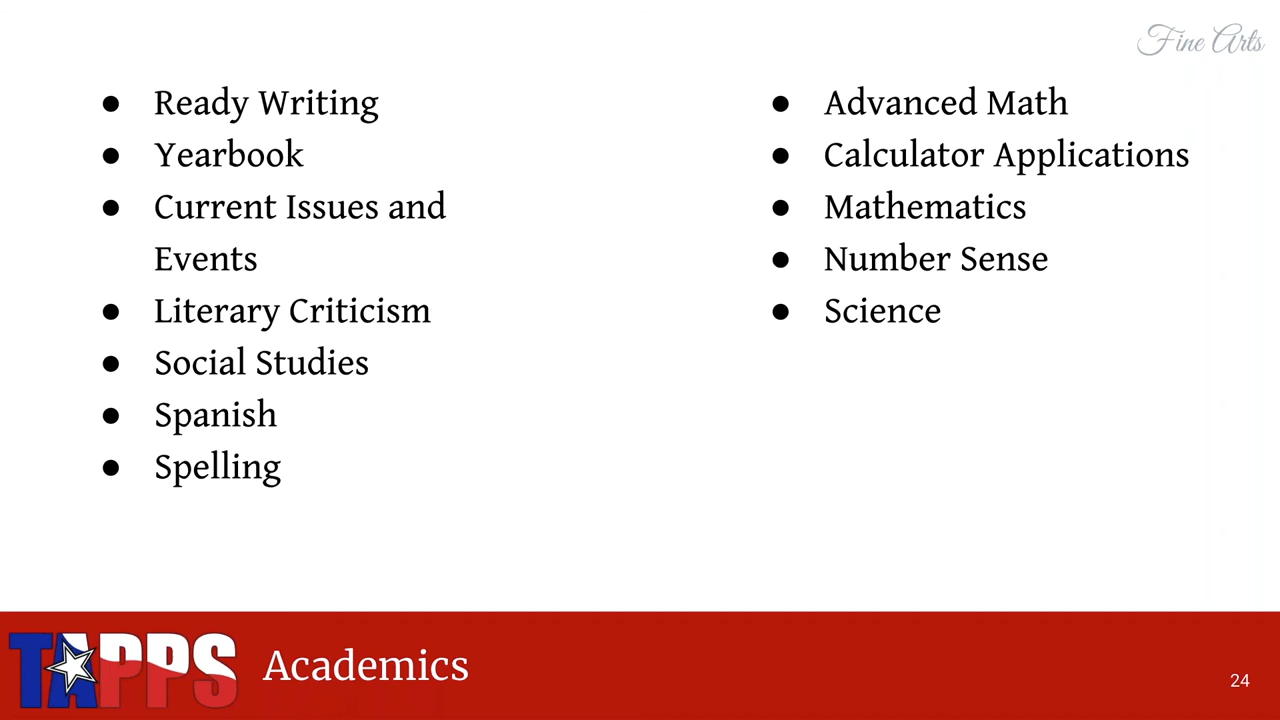 Fine Arts
● Ready Writing
● Yearbook
● Current Issues and
Events
● Literary Criticism
● Social Studies
● Spanish
● Spelling
● Advanced Math
● Calculator Applications
● Mathematics
● Number Sense
● Science
TAPPS
Academics
24